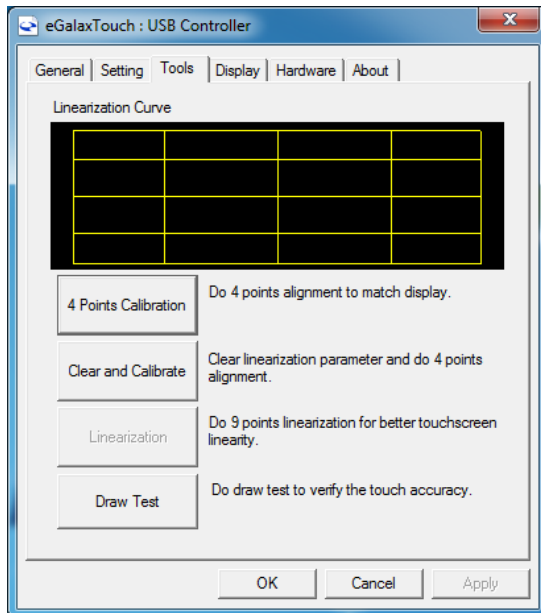 eGalaxTouch : USB Controller
General Setting Tools Display Hardware About
Linearization Curve
4 Points Calibration
Do 4 points alignment to match display.
Clear and Calibrate
Clear linearization parameter and do 4 points
alignment.
Linearization
Do 9 points linearization for better touchscreen
linearity.
Draw Test
Do draw test to verify the touch accuracy.
OK Cancel Apply